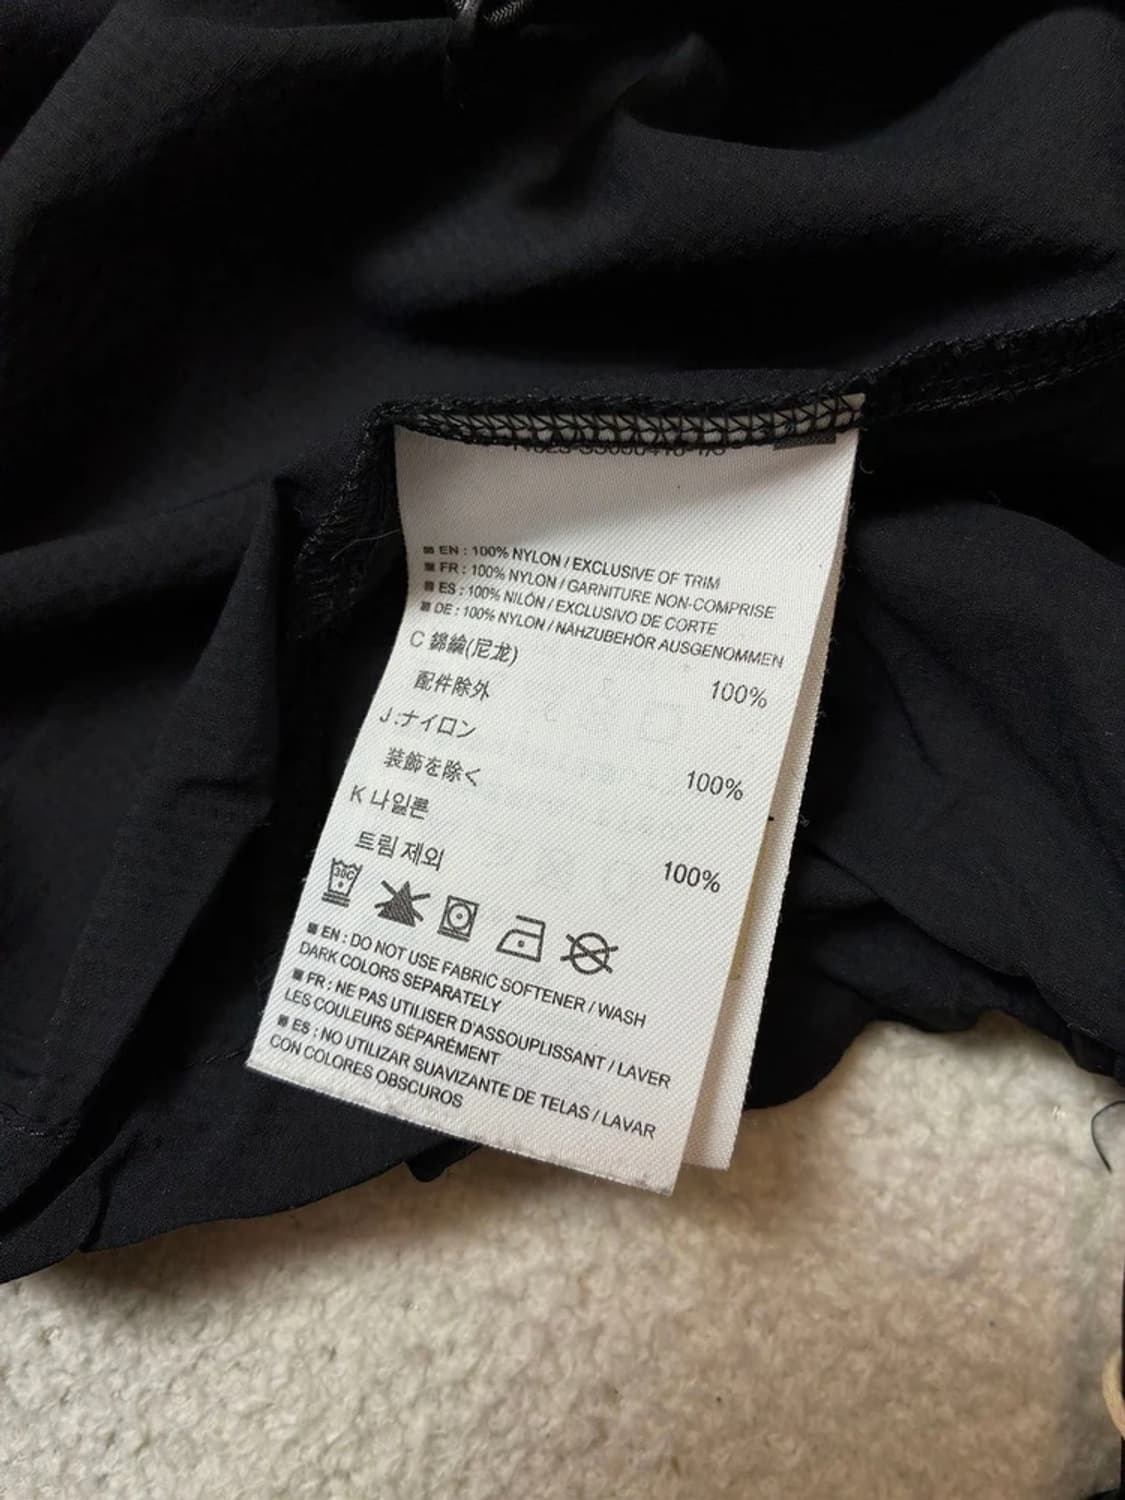 EN : 100% NYLON / EXCLUSIVE OF TRIM
FR : 100% NYLON / GARNITURE NON-COMPRISE
ES : 100% NILÓN / EXCLUSIVO DE CORTE
DE : 100% NYLON / NÄHZUBEHÖR AUSGENOMMEN
C 錦綸(尼龙) 100%
配件除外
J :ナイロン 100%
装飾を除く
K 나일론 100%
트림 제외
30C
EN : DO NOT USE FABRIC SOFTENER / WASH
DARK COLORS SEPARATELY
FR : NE PAS UTILISER D'ASSOUPLISSANT / LAVER
LES COULEURS SÉPARÉMENT
ES : NO UTILIZAR SUAVIZANTE DE TELAS / LAVAR
CON COLORES OBSCUROS